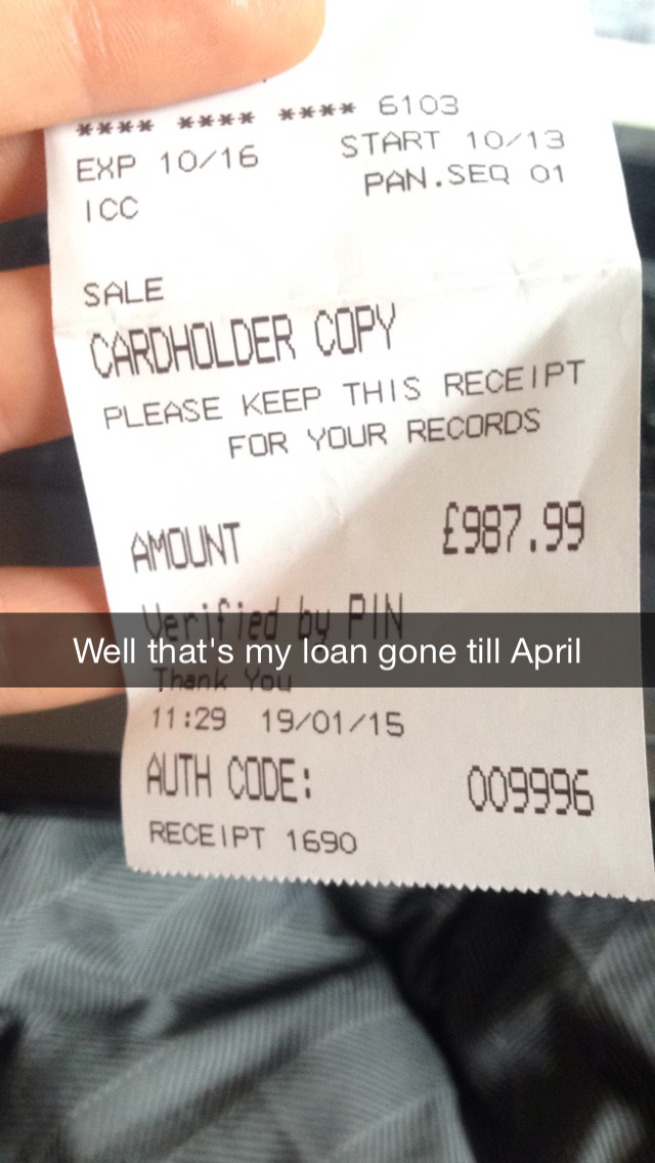 **** **** **** 6103
EXP 10/16 START 10/13
ICC PAN.SEQ 01
SALE
CARDHOLDER COPY
PLEASE KEEP THIS RECEIPT
FOR YOUR RECORDS
AMOUNT £987.99
Verified by PIN
Well that's my loan gone till April
Thank You
11:29 19/01/15
AUTH CODE: 009996
RECEIPT 1690